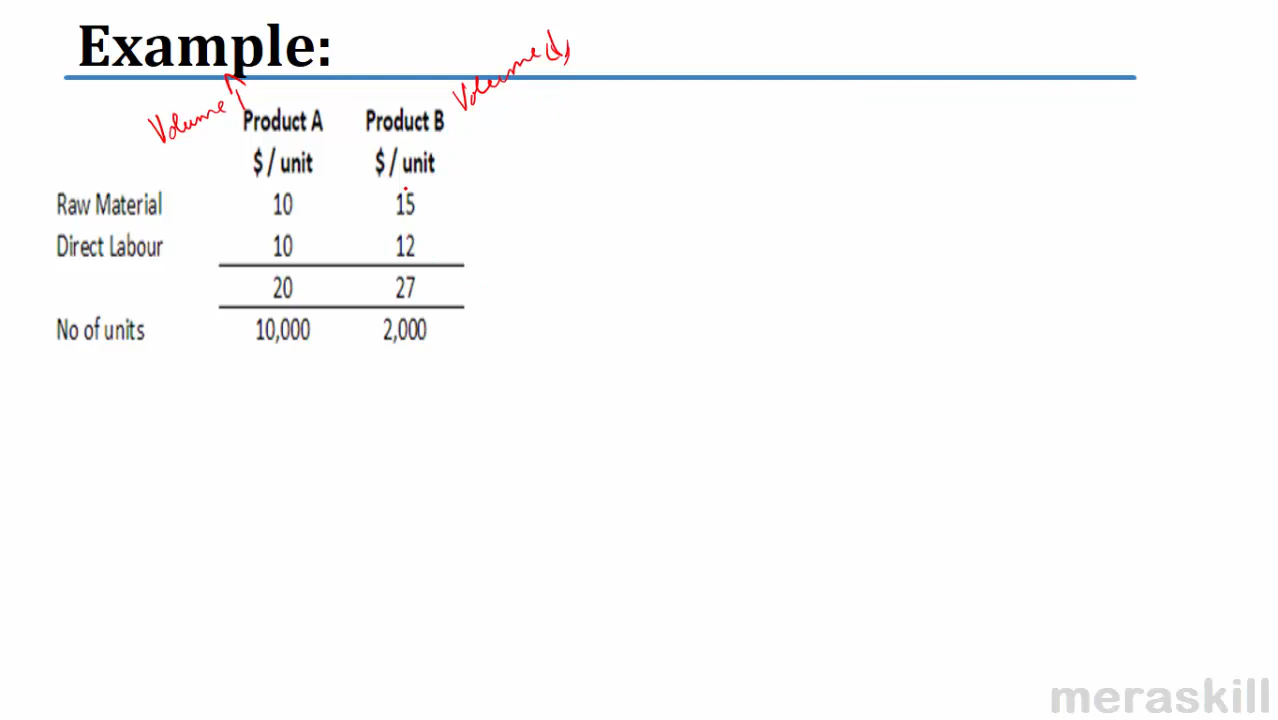 Example:
Volume ↑
Volume (↓)
Product A Product B
$ / unit $ / unit
Raw Material 10 15
Direct Labour 10 12
20 27
No of units 10,000 2,000
meraskill